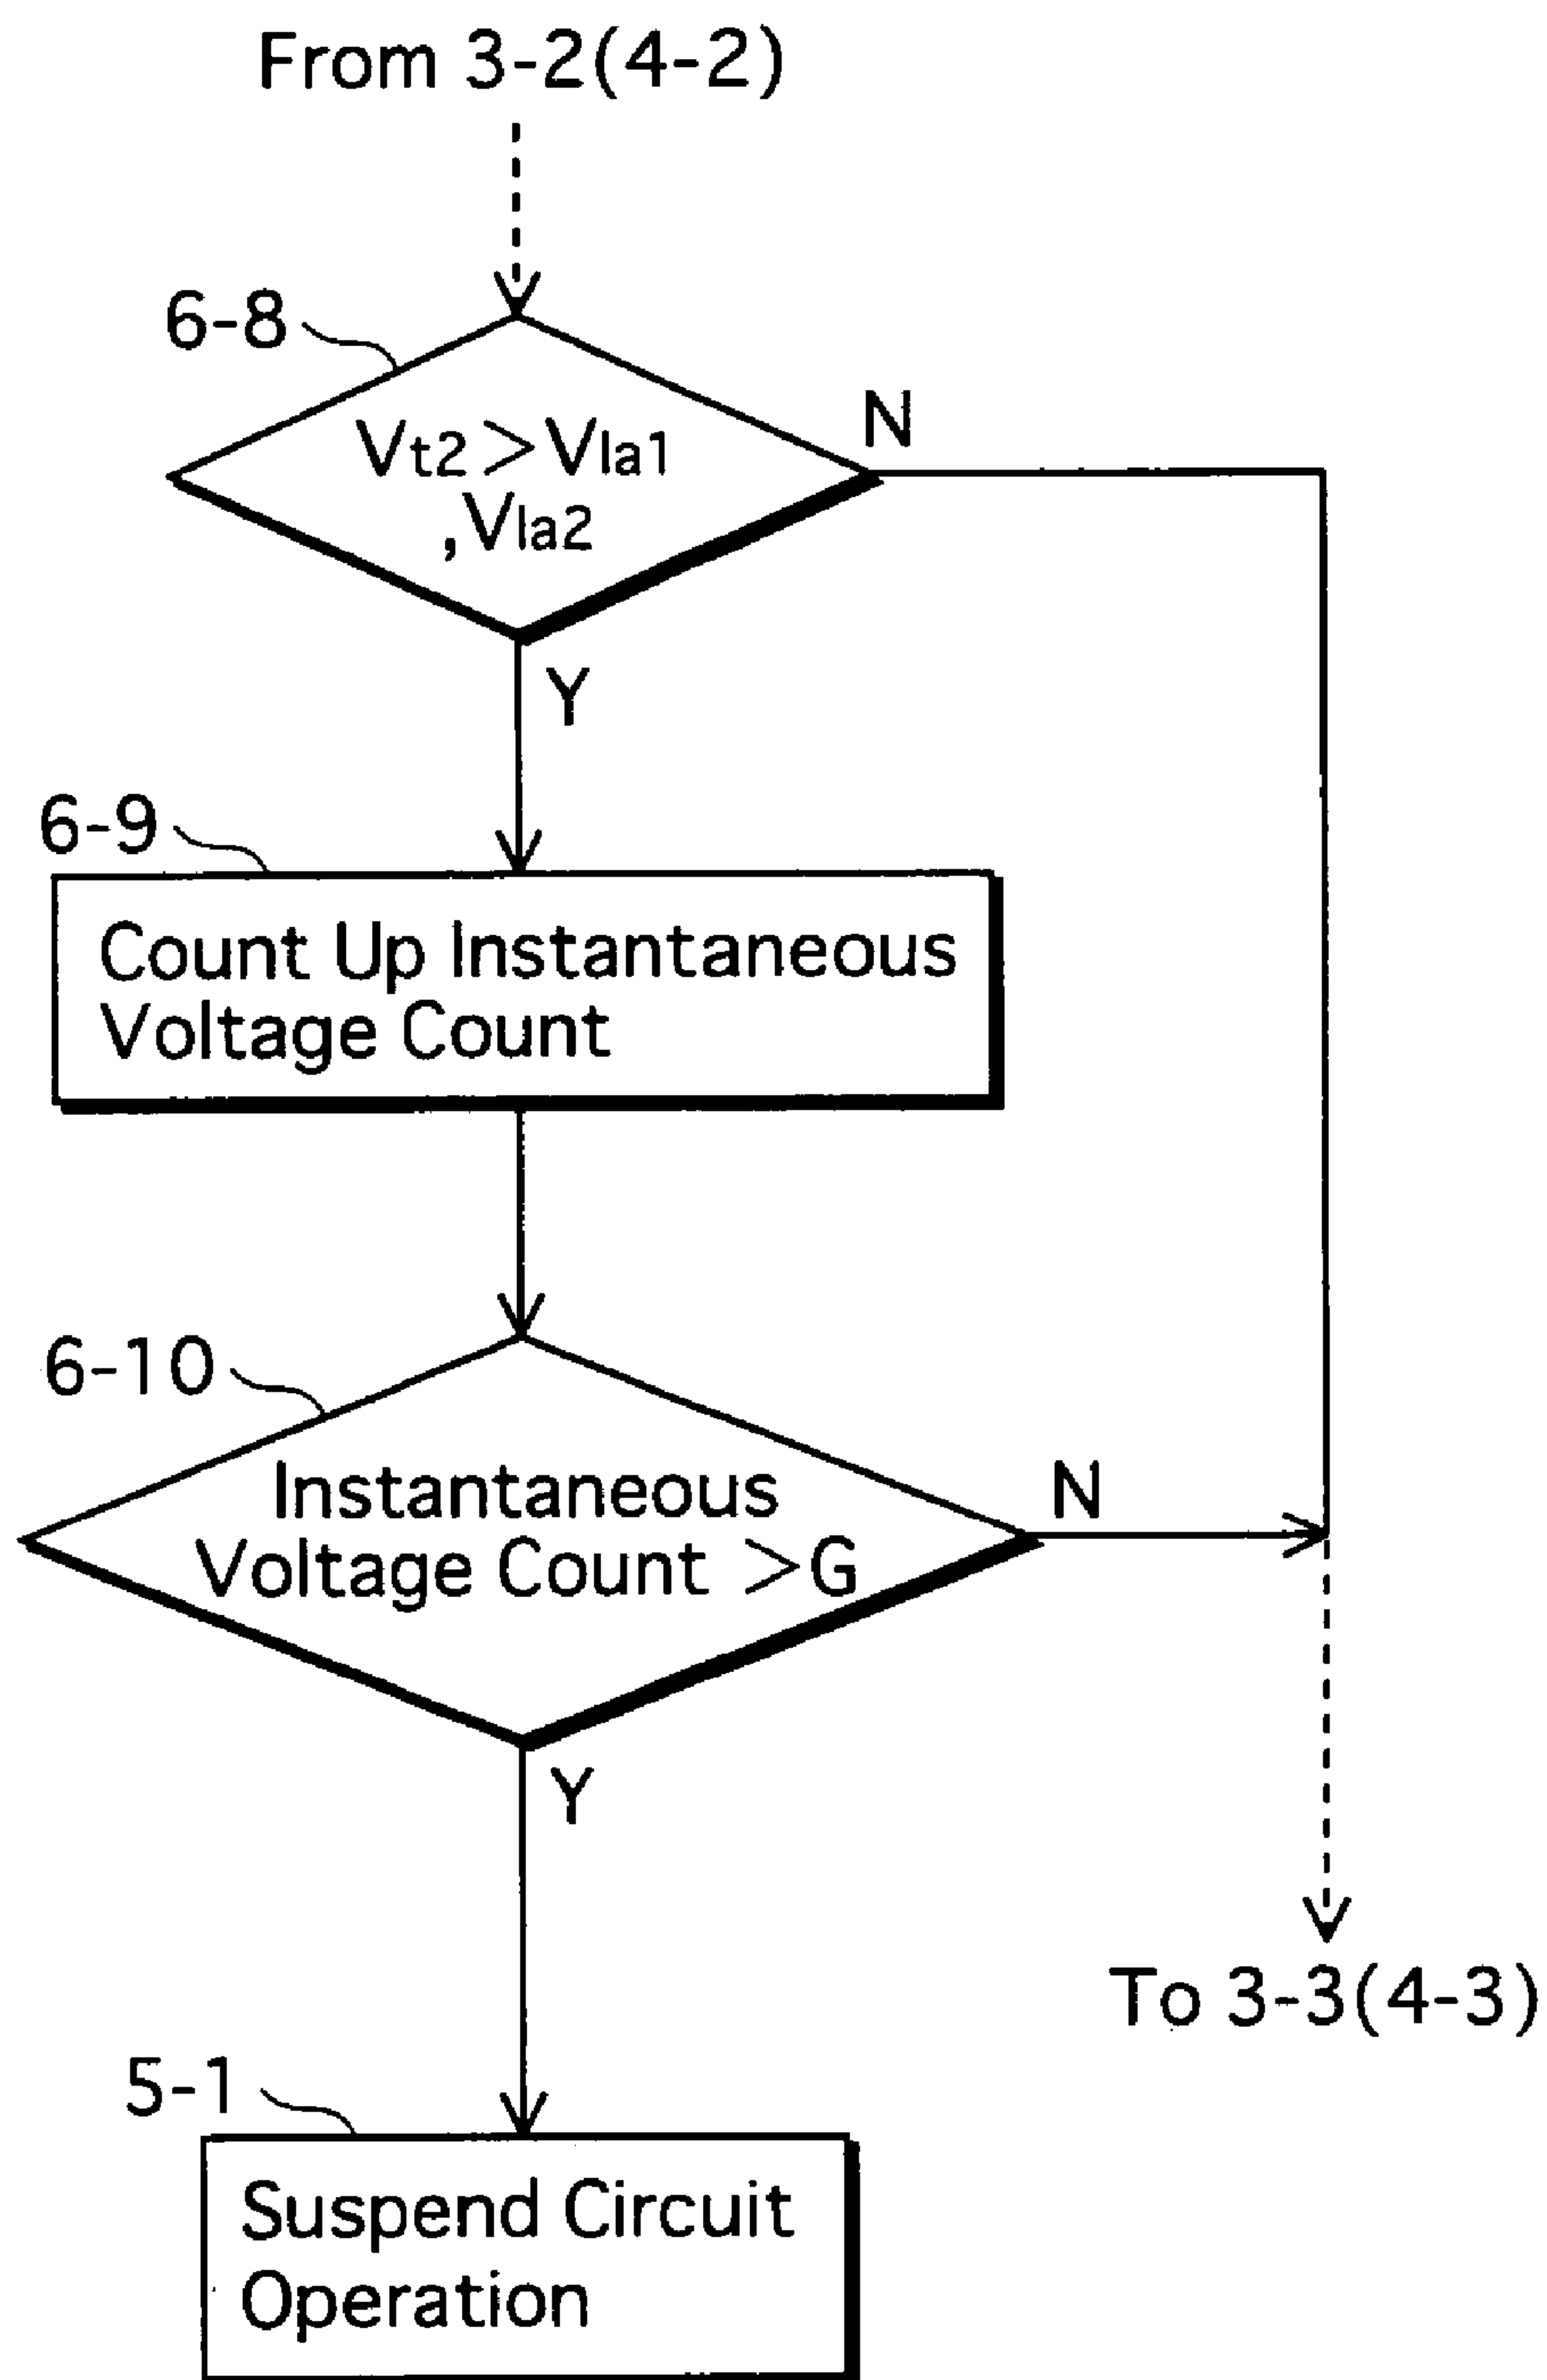 From 3-2(4-2)
6-8
Vt2>Vla1
,Vla2
N
Y
6-9
Count Up Instantaneous
Voltage Count
6-10
Instantaneous
Voltage Count >G
N
Y
To 3-3(4-3)
5-1
Suspend Circuit
Operation